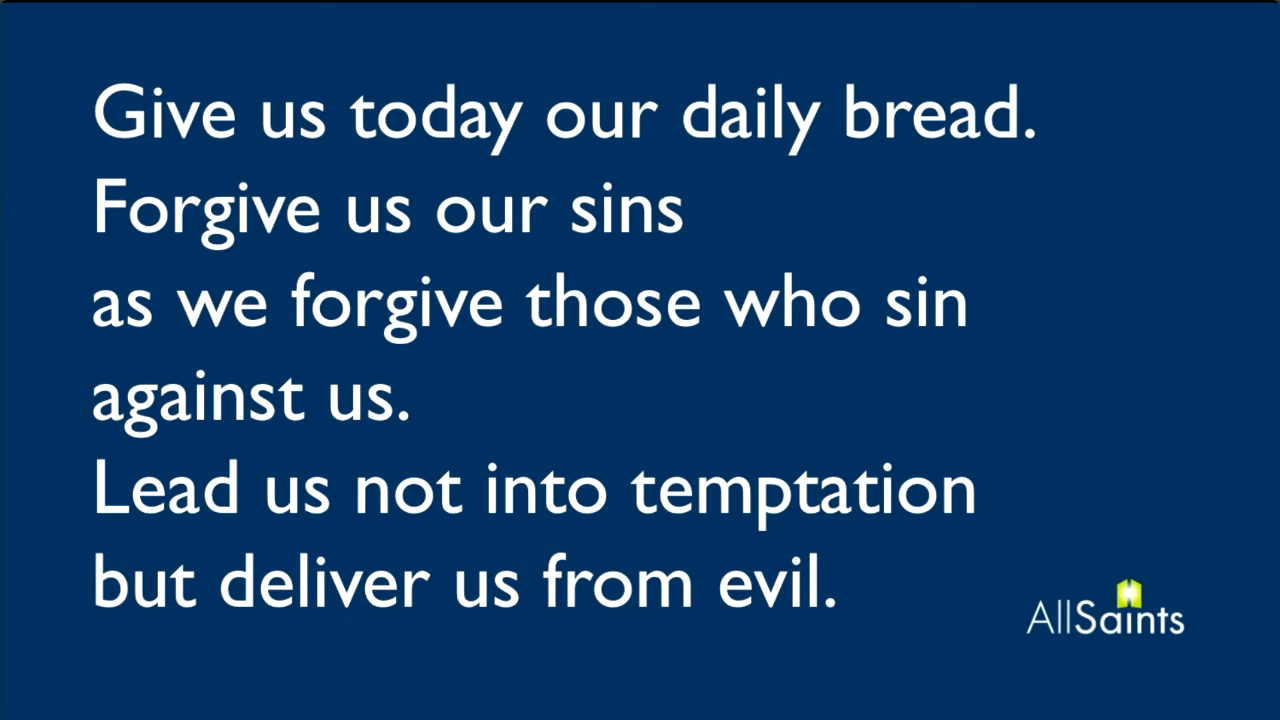 Give us today our daily bread.
Forgive us our sins
as we forgive those who sin
against us.
Lead us not into temptation
but deliver us from evil.
AllSaints